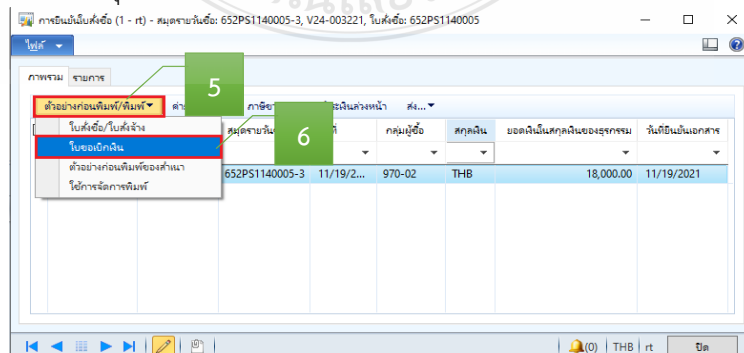 การยืนยันใบสั่งซื้อ (1 - rt) - สมุดรายวันซื้อ: 652PS1140005-3, V24-003221, ใบสั่งซื้อ: 652PS1140005
ไฟล์
ภาพรวม รายการ
ตัวอย่างก่อนพิมพ์/พิมพ์ 5 ส่ง...
ใบสั่งซื้อ/ใบสั่งจ้าง สมุดรายวัน 6 กลุ่มผู้ซื้อ สกุลเงิน ยอดเงินในสกุลเงินของธุรกรรม วันที่ยืนยันเอกสาร
ใบขอเบิกเงิน
ตัวอย่างก่อนพิมพ์ของสำเนา 652PS1140005-3 11/19/2... 970-02 THB 18,000.00 11/19/2021
ใช้การจัดการพิมพ์
(0) THB rt ปิด